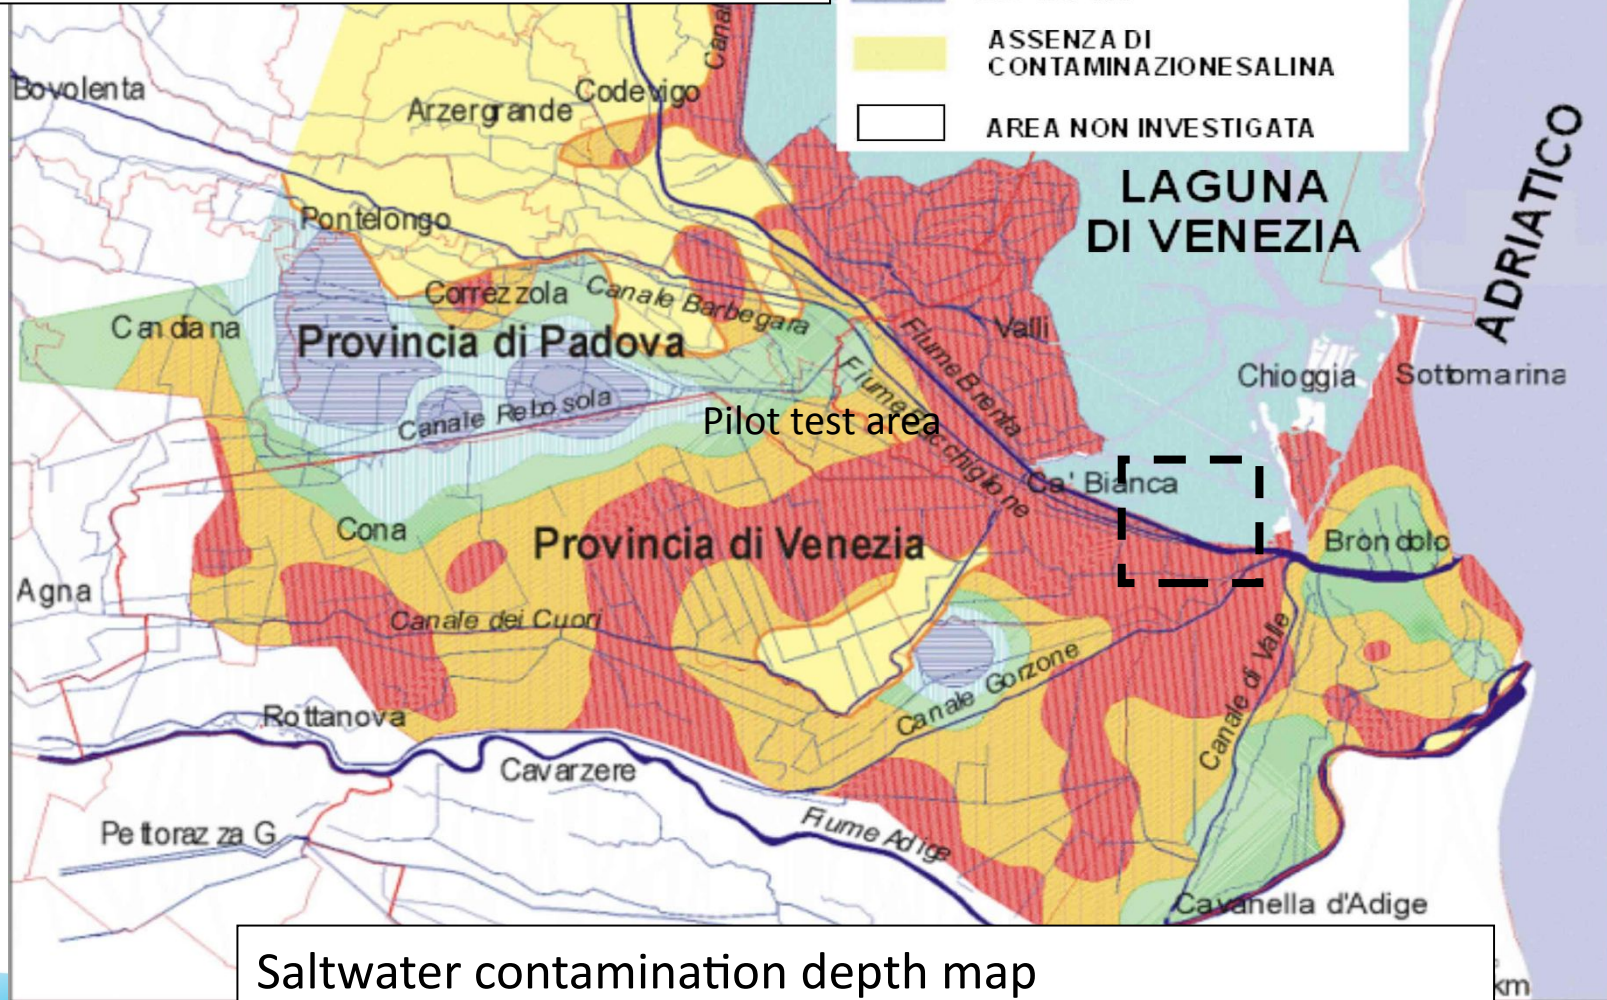 Canal
ASSENZA DI
CONTAMINAZIONESALINA
AREA NON INVESTIGATA
Bovolenta
Codevigo
Arzergrande
LAGUNA
DI VENEZIA
ADRIATICO
Pontelongo
Correzzola
Canale Barbegara
Candiana
Provincia di Padova
Valli
Fiume Brenta
Chioggia
Sottomarina
Canale Rebosola
Pilot test area
Fiume Bacchiglione
Ca' Bianca
Cona
Provincia di Venezia
Brondolo
Agna
Canale dei Cuori
Canale Gorzone
Canale di Valle
Rottanova
Cavarzere
Pettorazza G
Fiume Adige
Cavanella d'Adige
Saltwater contamination depth map
km